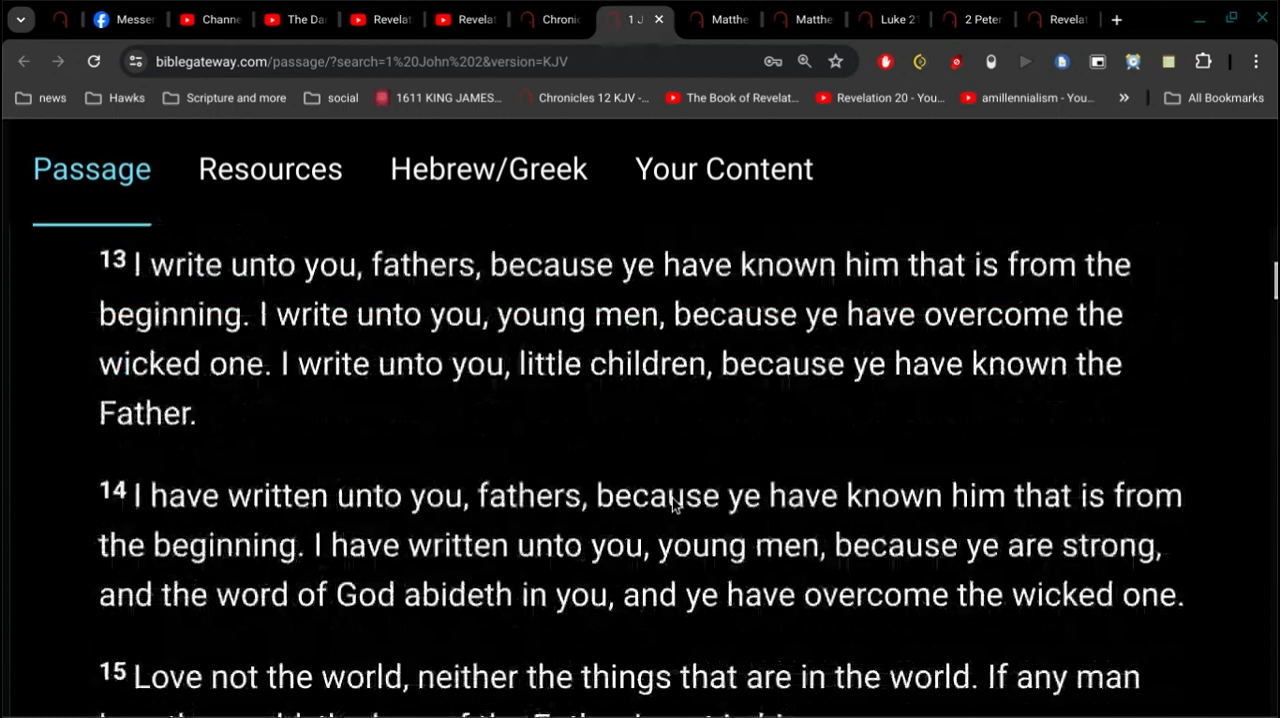 Messer
Channe
The Da
Revelat
Revela
Chronic
1 J
Matthe
Matthe
Luke 21
2 Peter
Revelat
biblegateway.com/passage/?search=1%20John%202&version=KJV
news
Hawks
Scripture and more
social
1611 KING JAMES...
Chronicles 12 KJV -...
The Book of Revelat...
Revelation 20 - You...
amillennialism - You...
All Bookmarks
Passage
Resources
Hebrew/Greek
Your Content
13 I write unto you, fathers, because ye have known him that is from the
beginning. I write unto you, young men, because ye have overcome the
wicked one. I write unto you, little children, because ye have known the
Father.
14 I have written unto you, fathers, because ye have known him that is from
the beginning. I have written unto you, young men, because ye are strong,
and the word of God abideth in you, and ye have overcome the wicked one.
15 Love not the world, neither the things that are in the world. If any man